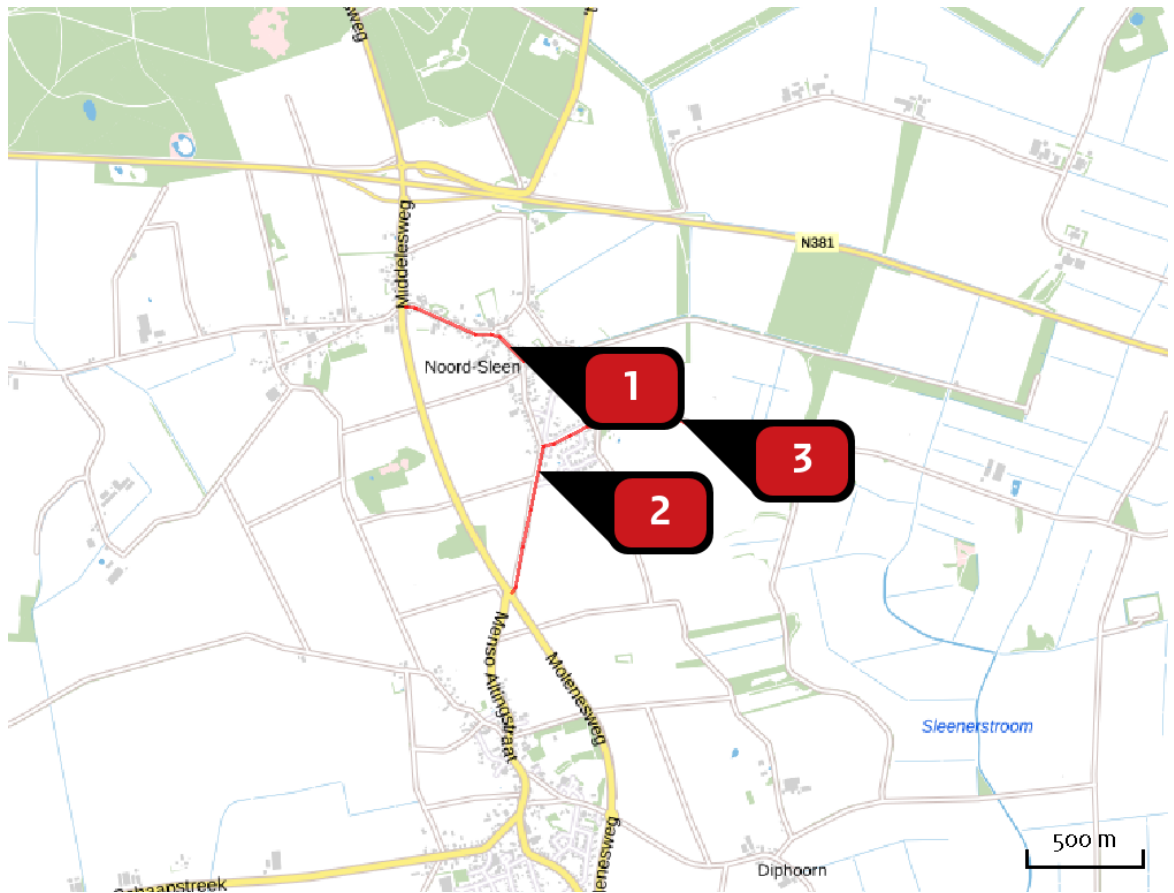 Middelesweg
N381
Noord-Sleen
1
3
2
Menso Altingstraat
Molenesweg
Sleenerstroom
500 m
Diphoorn